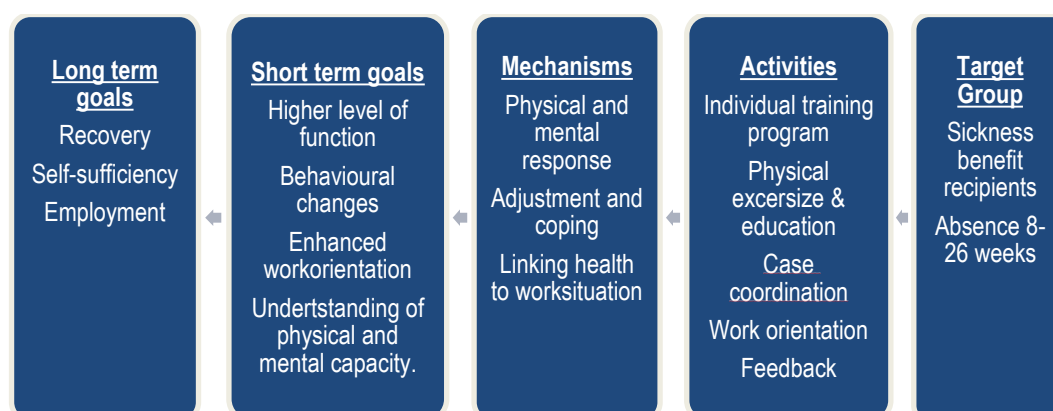 Long term
goals
Recovery
Self-sufficiency
Employment
Short term goals
Higher level of
function
Behavioural
changes
Enhanced
workorientation
Undertstanding of
physical and
mental capacity.
Mechanisms
Physical and
mental
response
Adjustment and
coping
Linking health
to worksituation
Activities
Individual training
program
Physical
excersize &
education
Case
coordination
Work orientation
Feedback
Target
Group
Sickness
benefit
recipients
Absence 8-
26 weeks